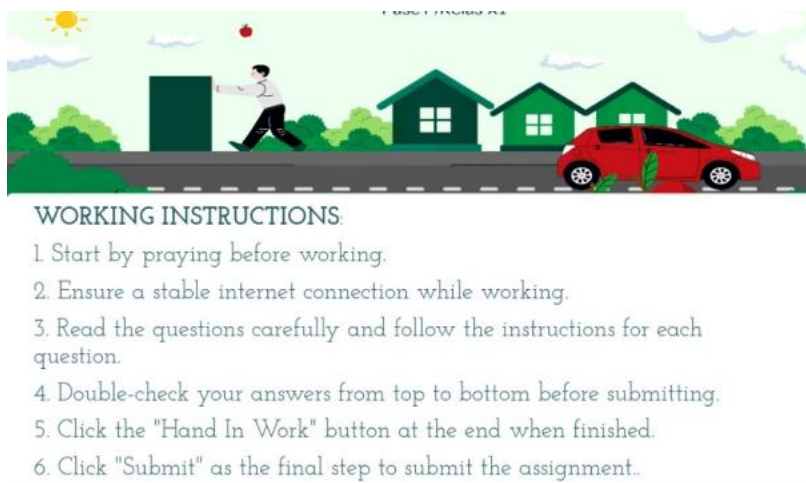 WORKING INSTRUCTIONS:
1. Start by praying before working.
2. Ensure a stable internet connection while working.
3. Read the questions carefully and follow the instructions for each
question.
4. Double-check your answers from top to bottom before submitting.
5. Click the "Hand In Work" button at the end when finished.
6. Click "Submit" as the final step to submit the assignment..